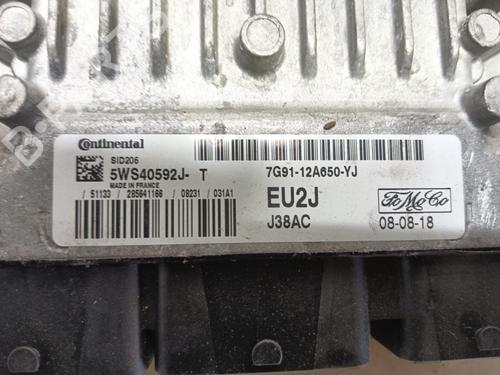 Continental
SID206
5WS40592J- T
MADE IN FRANCE
/ 51133 / 285641166 / 08231 / 031A1
7G91-12A650-YJ
EU2J
J38AC
FoMoCo
08-08-18